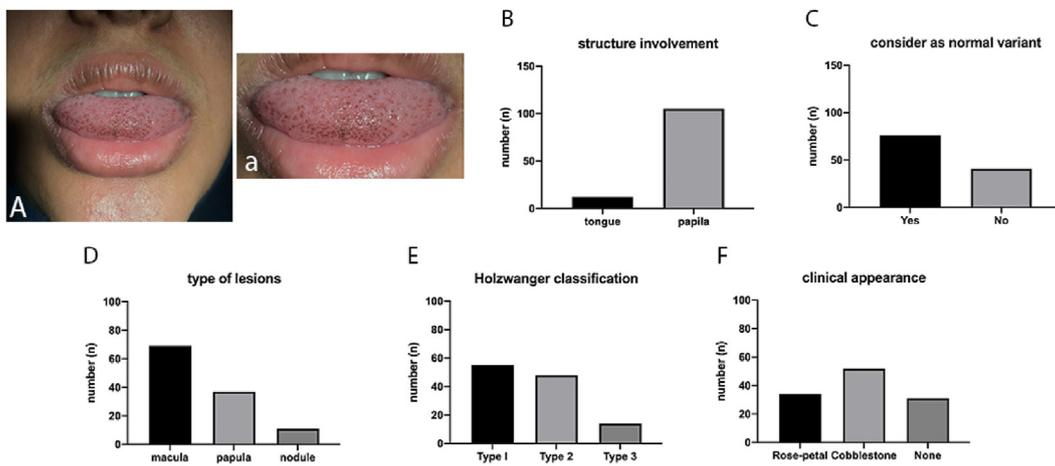 A
a
B
structure involvement
number (n)
150
100
50
0
tongue papila
C
consider as normal variant
number (n)
150
100
50
0
Yes No
D
type of lesions
number (n)
100
80
60
40
20
0
macula papula nodule
E
Holzwanger classification
number (n)
100
80
60
40
20
0
Type I Type 2 Type 3
F
clinical appearance
number (n)
100
80
60
40
20
0
Rose-petal Cobblestone None